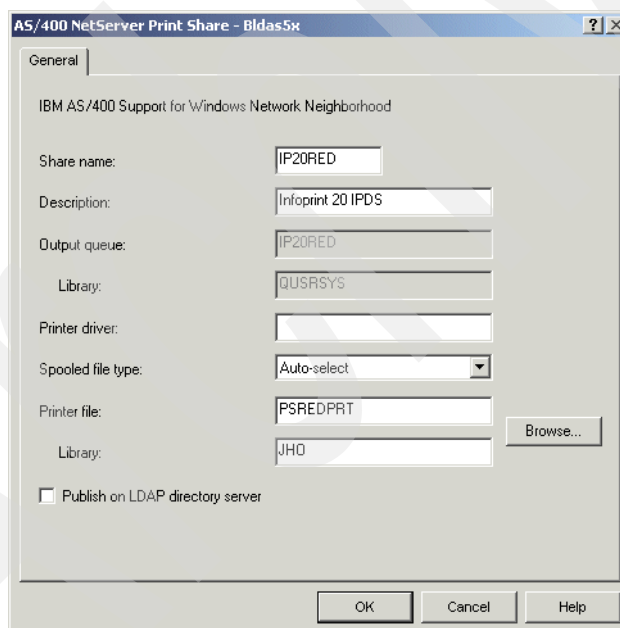 AS/400 NetServer Print Share - Bldas5x
General
IBM AS/400 Support for Windows Network Neighborhood
Share name: IP20RED
Description: Infoprint 20 IPDS
Output queue: IP20RED
Library: QUSRSYS
Printer driver:
Spooled file type: Auto-select
Printer file: PSREDPRT
Browse...
Library: JHO
Publish on LDAP directory server
OK Cancel Help